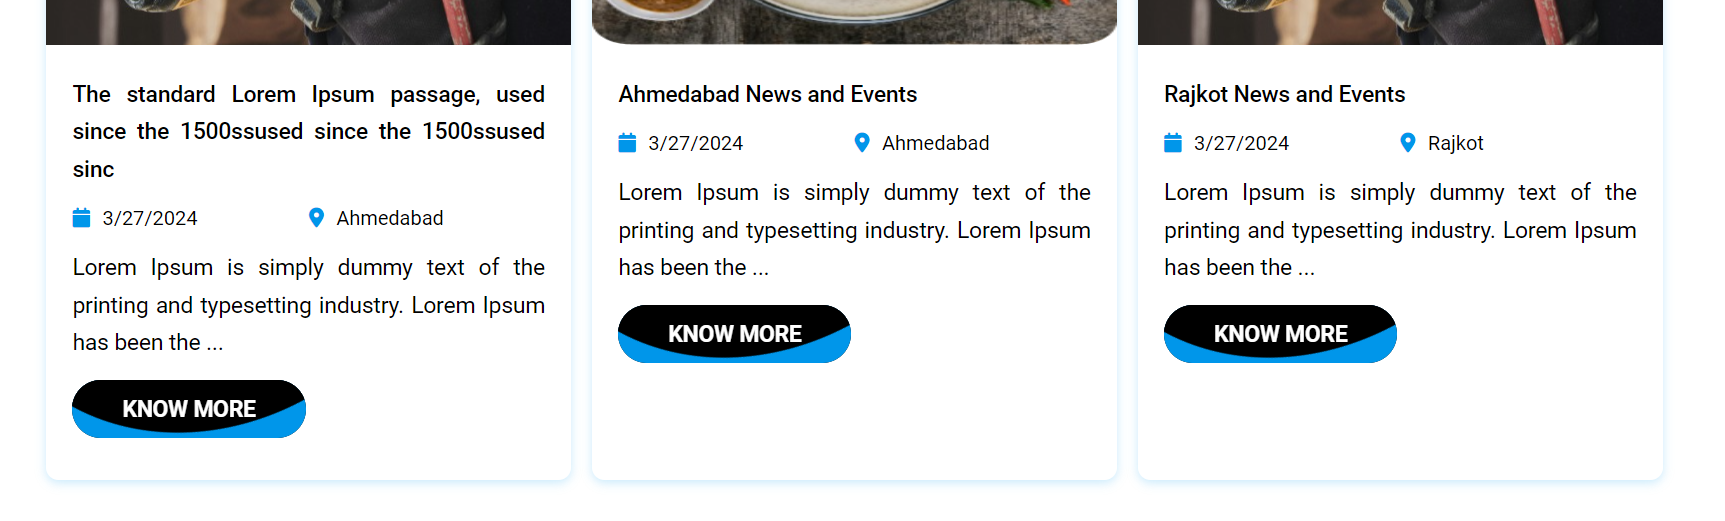 The standard Lorem Ipsum passage, used
since the 1500ssused since the 1500ssused
sinc
3/27/2024 Ahmedabad
Lorem Ipsum is simply dummy text of the
printing and typesetting industry. Lorem Ipsum
has been the ...
KNOW MORE
Ahmedabad News and Events
3/27/2024 Ahmedabad
Lorem Ipsum is simply dummy text of the
printing and typesetting industry. Lorem Ipsum
has been the ...
KNOW MORE
Rajkot News and Events
3/27/2024 Rajkot
Lorem Ipsum is simply dummy text of the
printing and typesetting industry. Lorem Ipsum
has been the ...
KNOW MORE